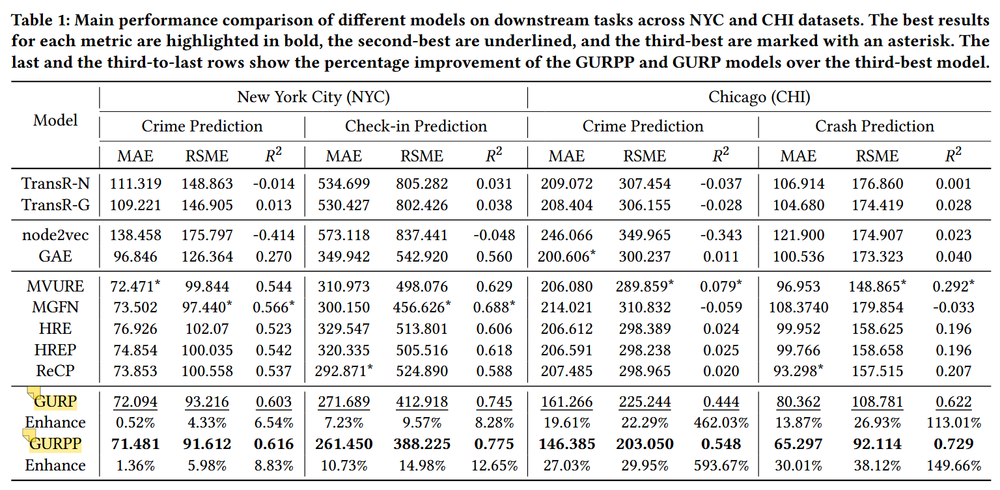 Table 1: Main performance comparison of different models on downstream tasks across NYC and CHI datasets. The best results
for each metric are highlighted in bold, the second-best are underlined, and the third-best are marked with an asterisk. The
last and the third-to-last rows show the percentage improvement of the GURPP and GURP models over the third-best model.
Model New York City (NYC) Chicago (CHI)
Crime Prediction Check-in Prediction Crime Prediction Crash Prediction
MAE RSME R² MAE RSME R² MAE RSME R² MAE RSME R²
TransR-N 111.319 148.863 -0.014 534.699 805.282 0.031 209.072 307.454 -0.037 106.914 176.860 0.001
TransR-G 109.221 146.905 0.013 530.427 802.426 0.038 208.404 306.155 -0.028 104.680 174.419 0.028
node2vec 138.458 175.797 -0.414 573.118 837.441 -0.048 246.066 349.965 -0.343 121.900 174.907 0.023
GAE 96.846 126.364 0.270 349.942 542.920 0.560 200.606* 300.237 0.011 100.536 173.323 0.040
MVURE 72.471* 99.844 0.544 310.973 498.076 0.629 206.080 289.859* 0.079* 96.953 148.865* 0.292*
MGFN 73.502 97.440* 0.566* 300.150 456.626* 0.688* 214.021 310.832 -0.059 108.3740 179.854 -0.033
HRE 76.926 102.07 0.523 329.547 513.801 0.606 206.612 298.389 0.024 99.952 158.625 0.196
HREP 74.854 100.035 0.542 320.335 505.516 0.618 206.591 298.238 0.025 99.766 158.658 0.196
ReCP 73.853 100.558 0.537 292.871* 524.890 0.588 207.485 298.965 0.020 93.298* 157.515 0.207
GURP 72.094 93.216 0.603 271.689 412.918 0.745 161.266 225.244 0.444 80.362 108.781 0.622
Enhance 0.52% 4.33% 6.54% 7.23% 9.57% 8.28% 19.61% 22.29% 462.03% 13.87% 26.93% 113.01%
GURPP 71.481 91.612 0.616 261.450 388.225 0.775 146.385 203.050 0.548 65.297 92.114 0.729
Enhance 1.36% 5.98% 8.83% 10.73% 14.98% 12.65% 27.03% 29.95% 593.67% 30.01% 38.12% 149.66%